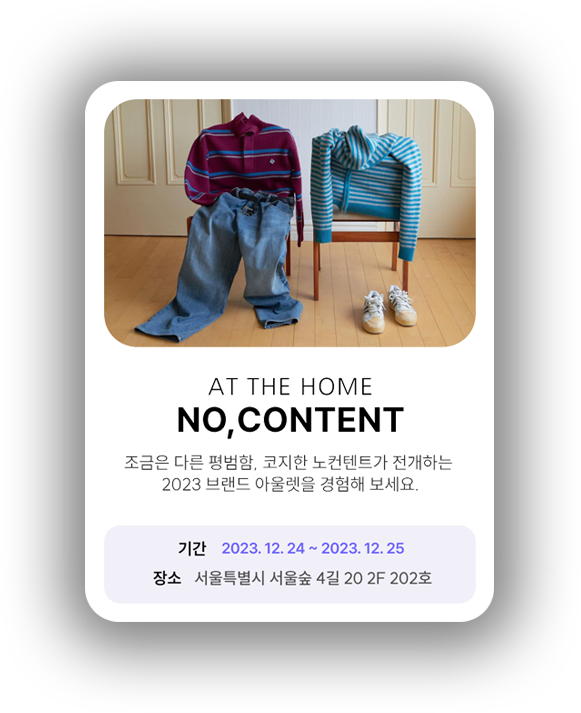 AT THE HOME
NO,CONTENT
조금은 다른 평범함, 코지한 노컨텐트가 전개하는
2023 브랜드 아울렛을 경험해 보세요.
기간 2023. 12. 24 ~ 2023. 12. 25
장소 서울특별시 서울숲 4길 20 2F 202호